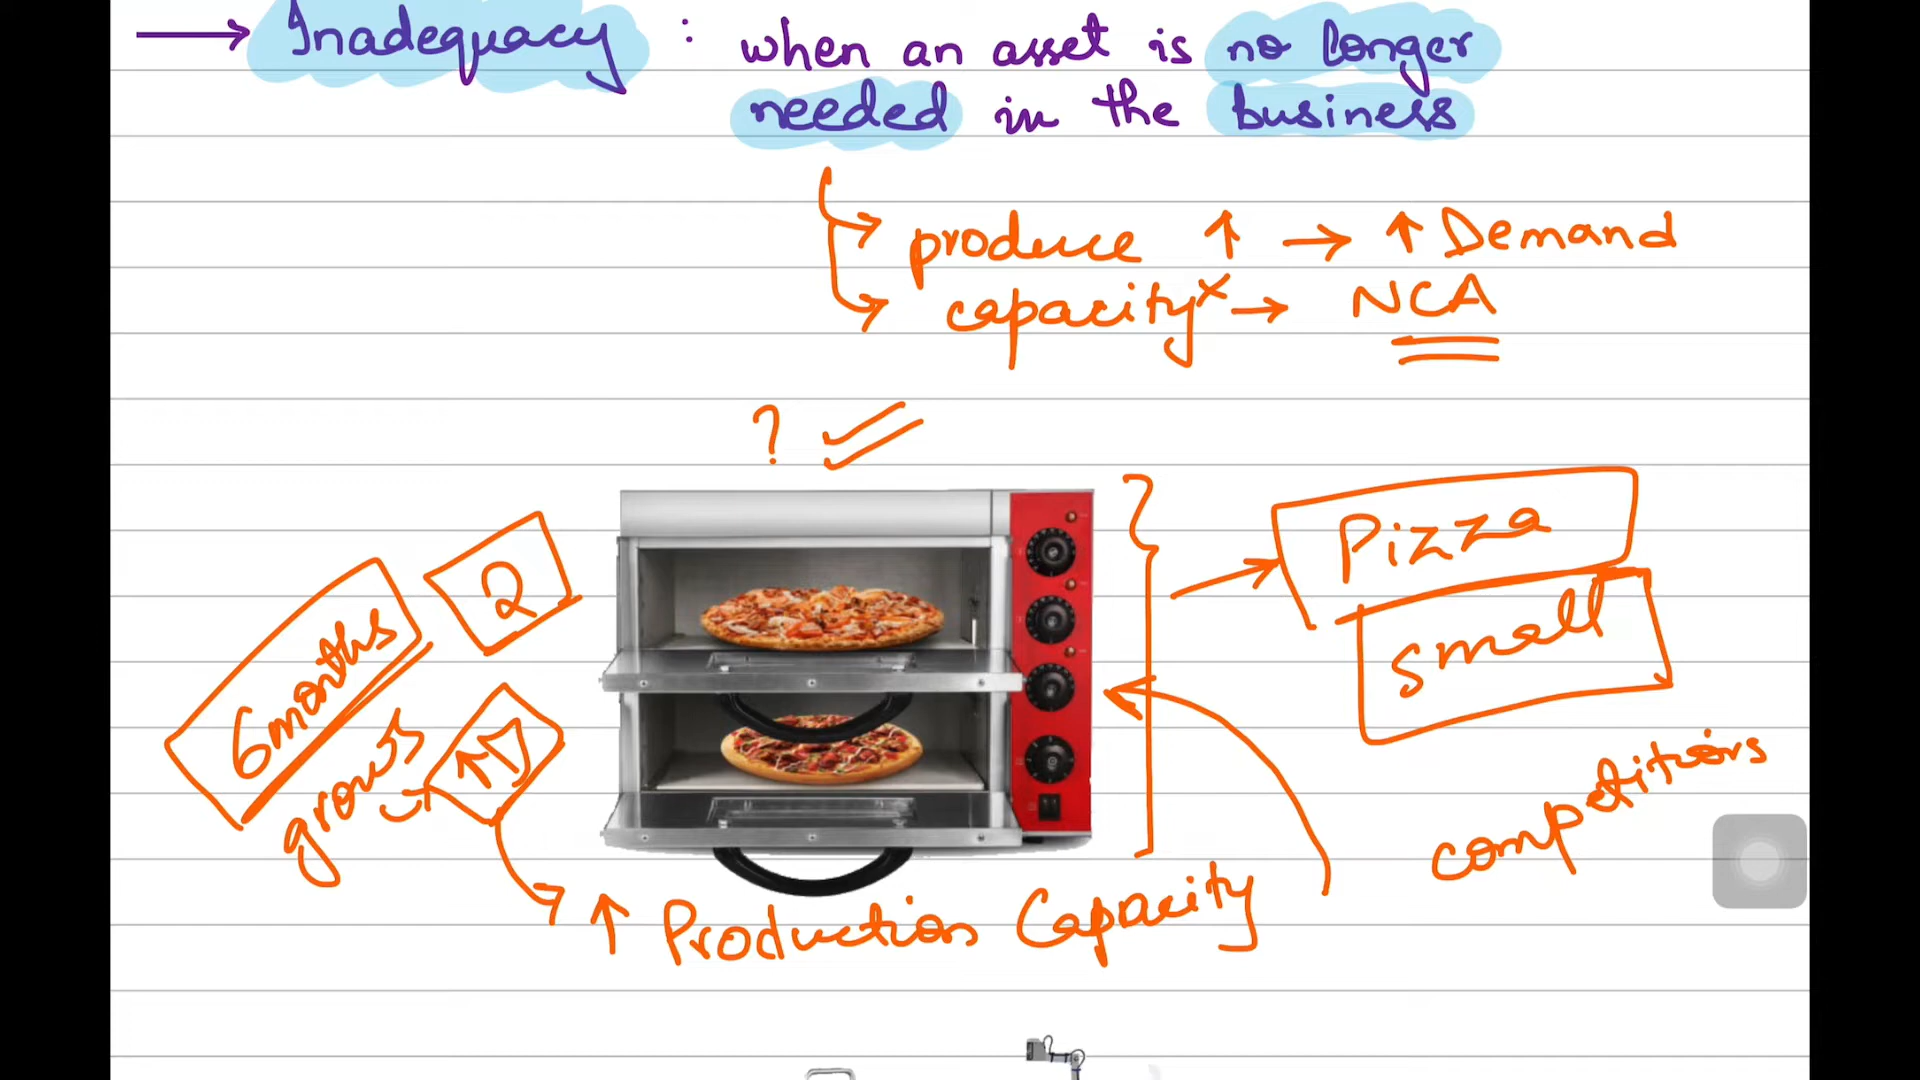 → Inadequacy : when an asset is no longer
needed in the business
→ produce ↑ → ↑ Demand
→ capacity x → NCA
?
Pizza
small
2
6 months
grows
↑D
competitors
↑ Production Capacity